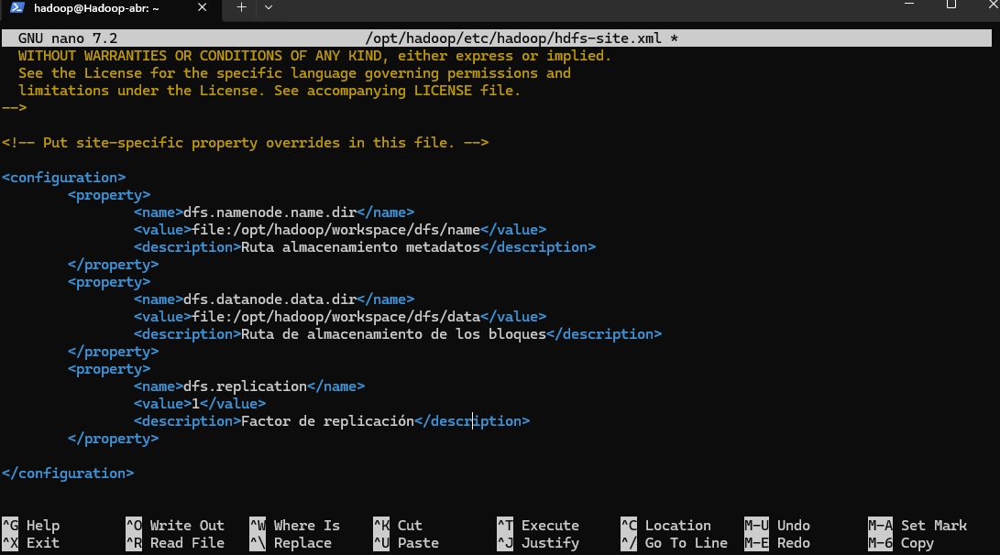 hadoop@Hadoop-abr: ~
GNU nano 7.2 /opt/hadoop/etc/hadoop/hdfs-site.xml *
WITHOUT WARRANTIES OR CONDITIONS OF ANY KIND, either express or implied.
See the License for the specific language governing permissions and
limitations under the License. See accompanying LICENSE file.
-->
<!-- Put site-specific property overrides in this file. -->
<configuration>
<property>
<name>dfs.namenode.name.dir</name>
<value>file:/opt/hadoop/workspace/dfs/name</value>
<description>Ruta almacenamiento metadatos</description>
</property>
<property>
<name>dfs.datanode.data.dir</name>
<value>file:/opt/hadoop/workspace/dfs/data</value>
<description>Ruta de almacenamiento de los bloques</description>
</property>
<property>
<name>dfs.replication</name>
<value>1</value>
<description>Factor de replicación</description>
</property>
</configuration>
^G Help ^O Write Out ^W Where Is ^K Cut ^T Execute ^C Location M-U Undo M-A Set Mark
^X Exit ^R Read File ^\ Replace ^U Paste ^J Justify ^/ Go To Line M-E Redo M-6 Copy